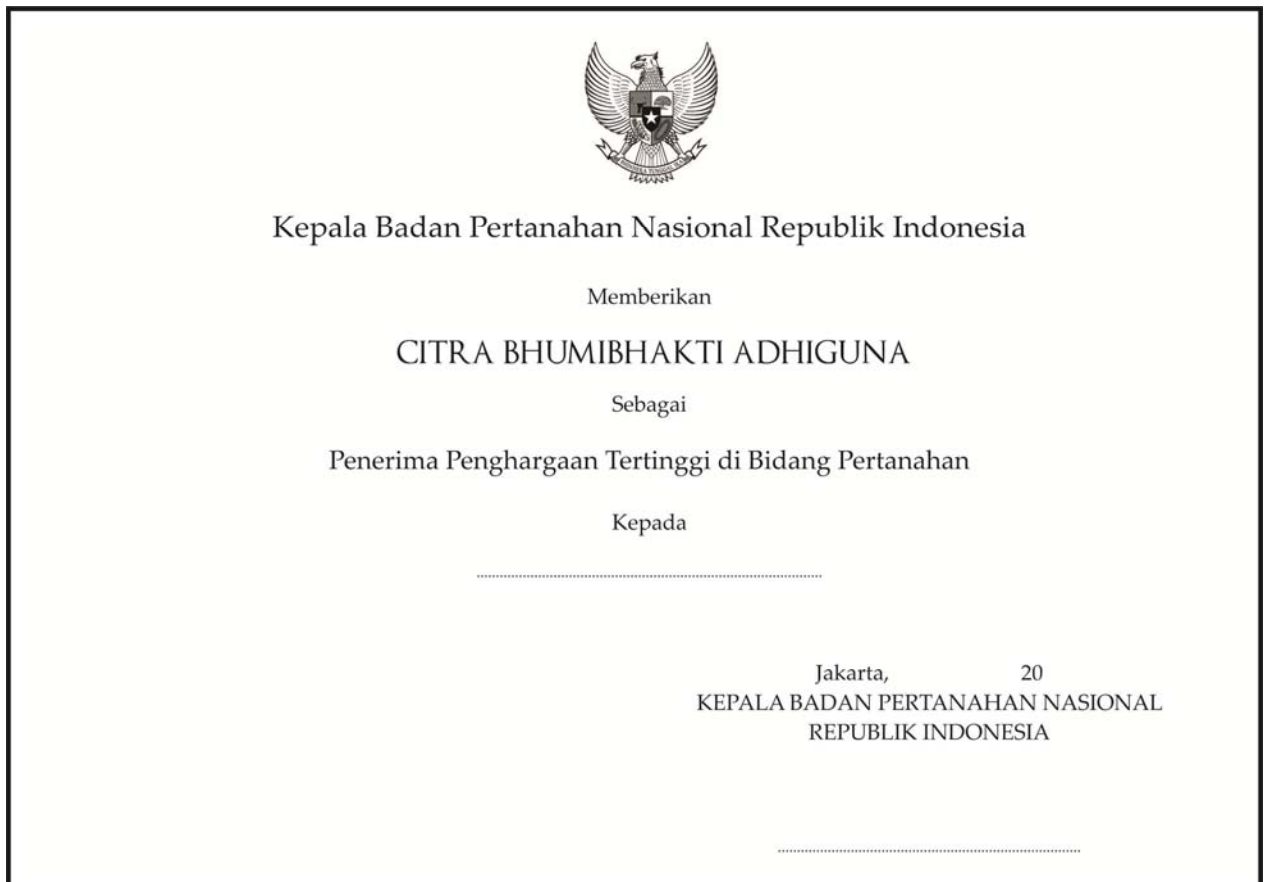 Kepala Badan Pertanahan Nasional Republik Indonesia
Memberikan
CITRA BHUMIBHAKTI ADHIGUNA
Sebagai
Penerima Penghargaan Tertinggi di Bidang Pertanahan
Kepada
................................................................................
Jakarta, 20
KEPALA BADAN PERTANAHAN NASIONAL
REPUBLIK INDONESIA
................................................................................